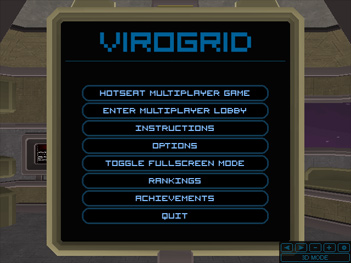 VIROGRID
HOTSEAT MULTIPLAYER GAME
ENTER MULTIPLAYER LOBBY
INSTRUCTIONS
OPTIONS
TOGGLE FULLSCREEN MODE
RANKINGS
ACHIEVEMENTS
QUIT
3D MODE